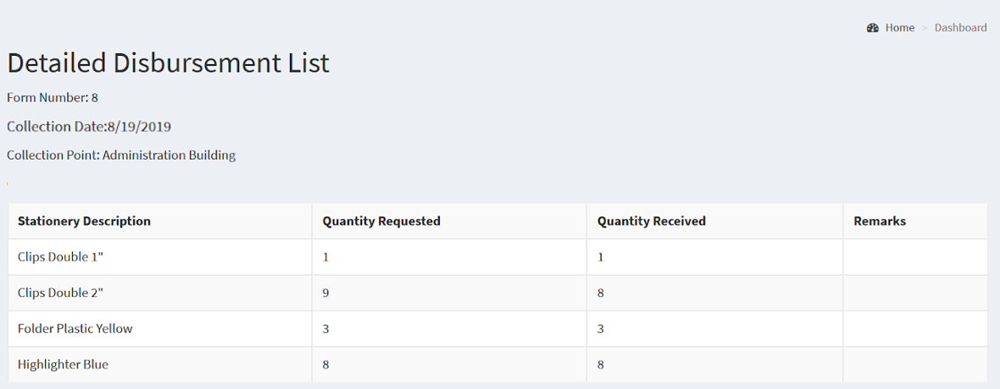 Home > Dashboard
Detailed Disbursement List
Form Number: 8
Collection Date:8/19/2019
Collection Point: Administration Building
Stationery Description Quantity Requested Quantity Received Remarks
Clips Double 1" 1 1
Clips Double 2" 9 8
Folder Plastic Yellow 3 3
Highlighter Blue 8 8